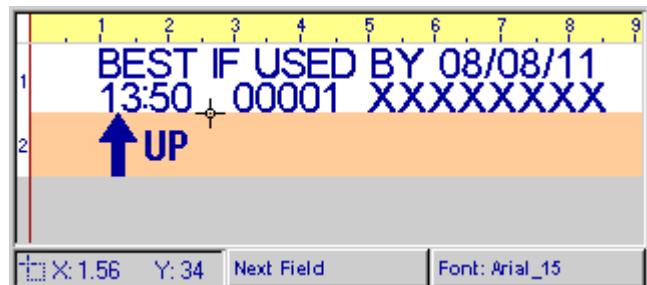 1 2 3 4 5 6 7 8 9
1
BEST IF USED BY 08/08/11
13:50 00001 XXXXXXXX
2
UP
X: 1.56 Y: 34 Next Field Font: Arial_15